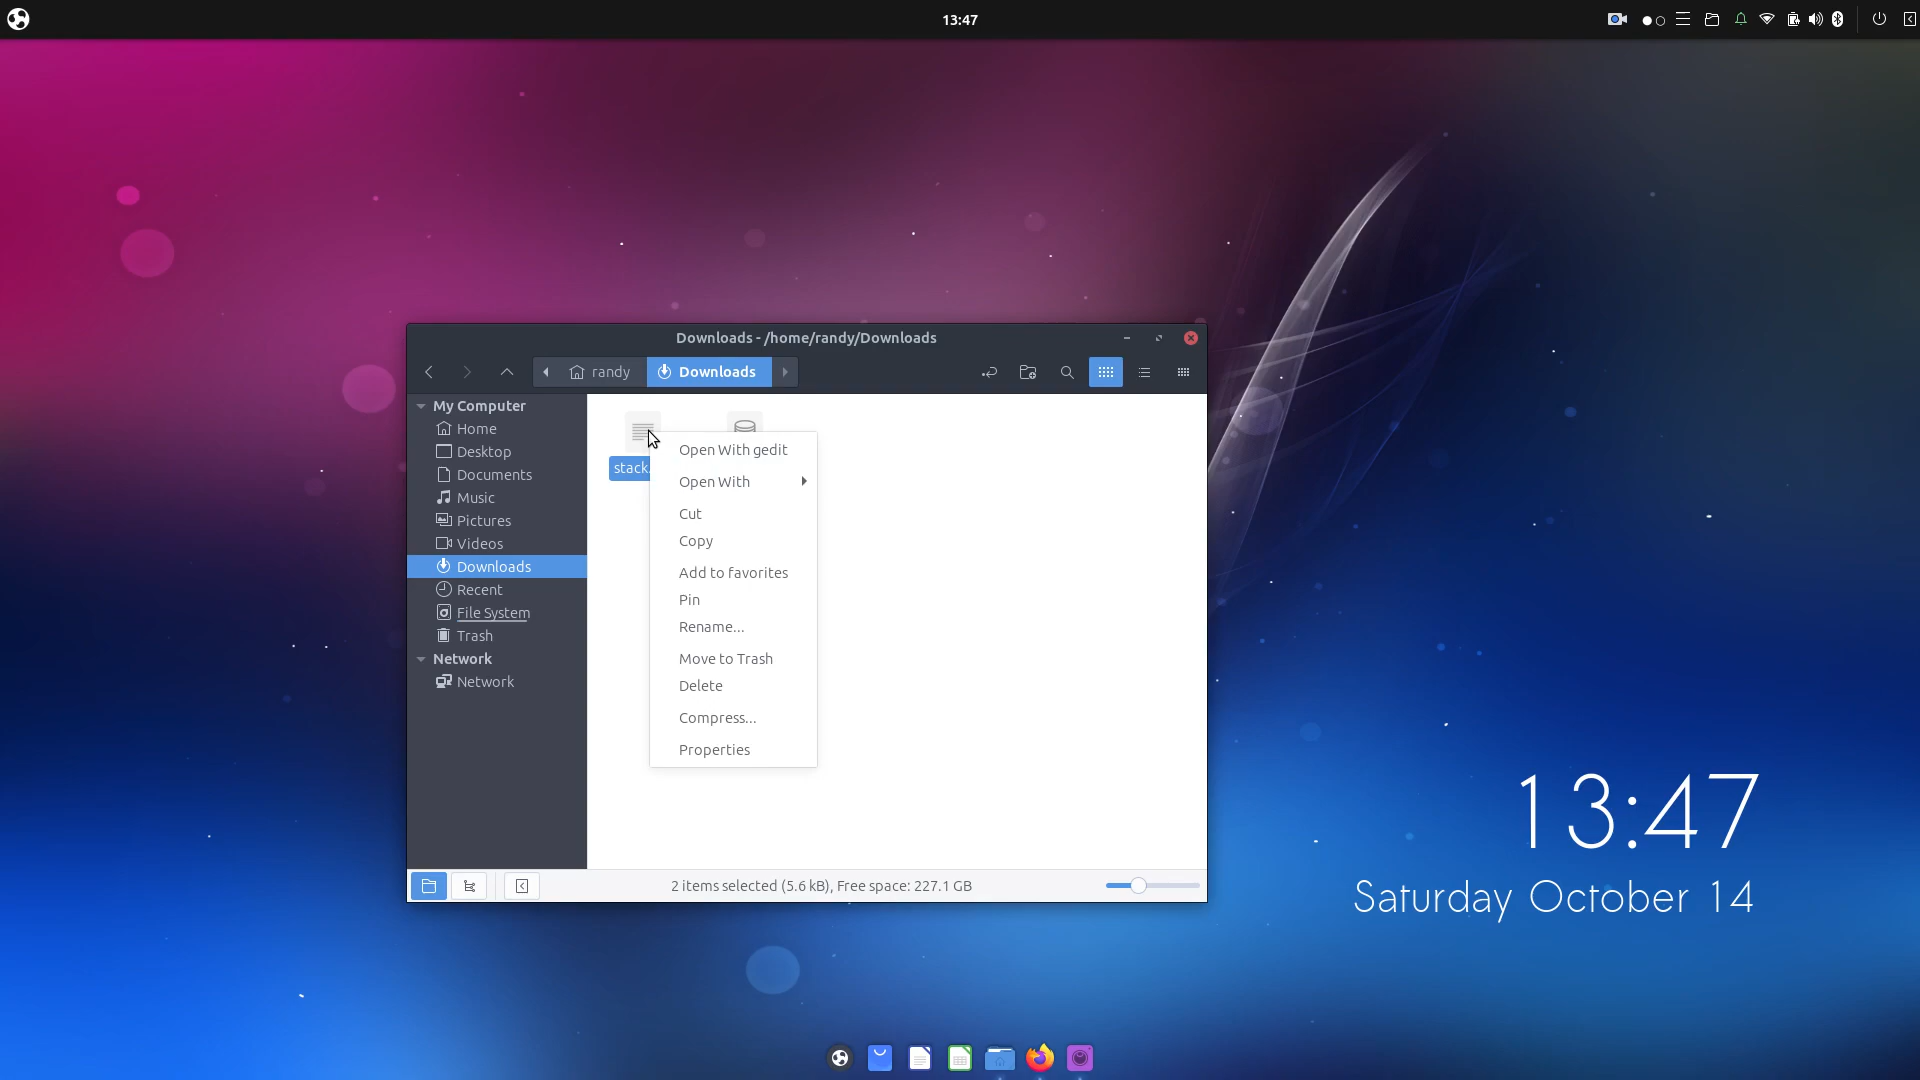 13:47
Downloads - /home/randy/Downloads
randy
Downloads
My Computer
Home
Desktop
Documents
Music
Pictures
Videos
Downloads
Recent
File System
Trash
Network
Network
stack.
Open With gedit
Open With
Cut
Copy
Add to favorites
Pin
Rename...
Move to Trash
Delete
Compress...
Properties
2 items selected (5.6 kB), Free space: 227.1 GB
13:47
Saturday October 14